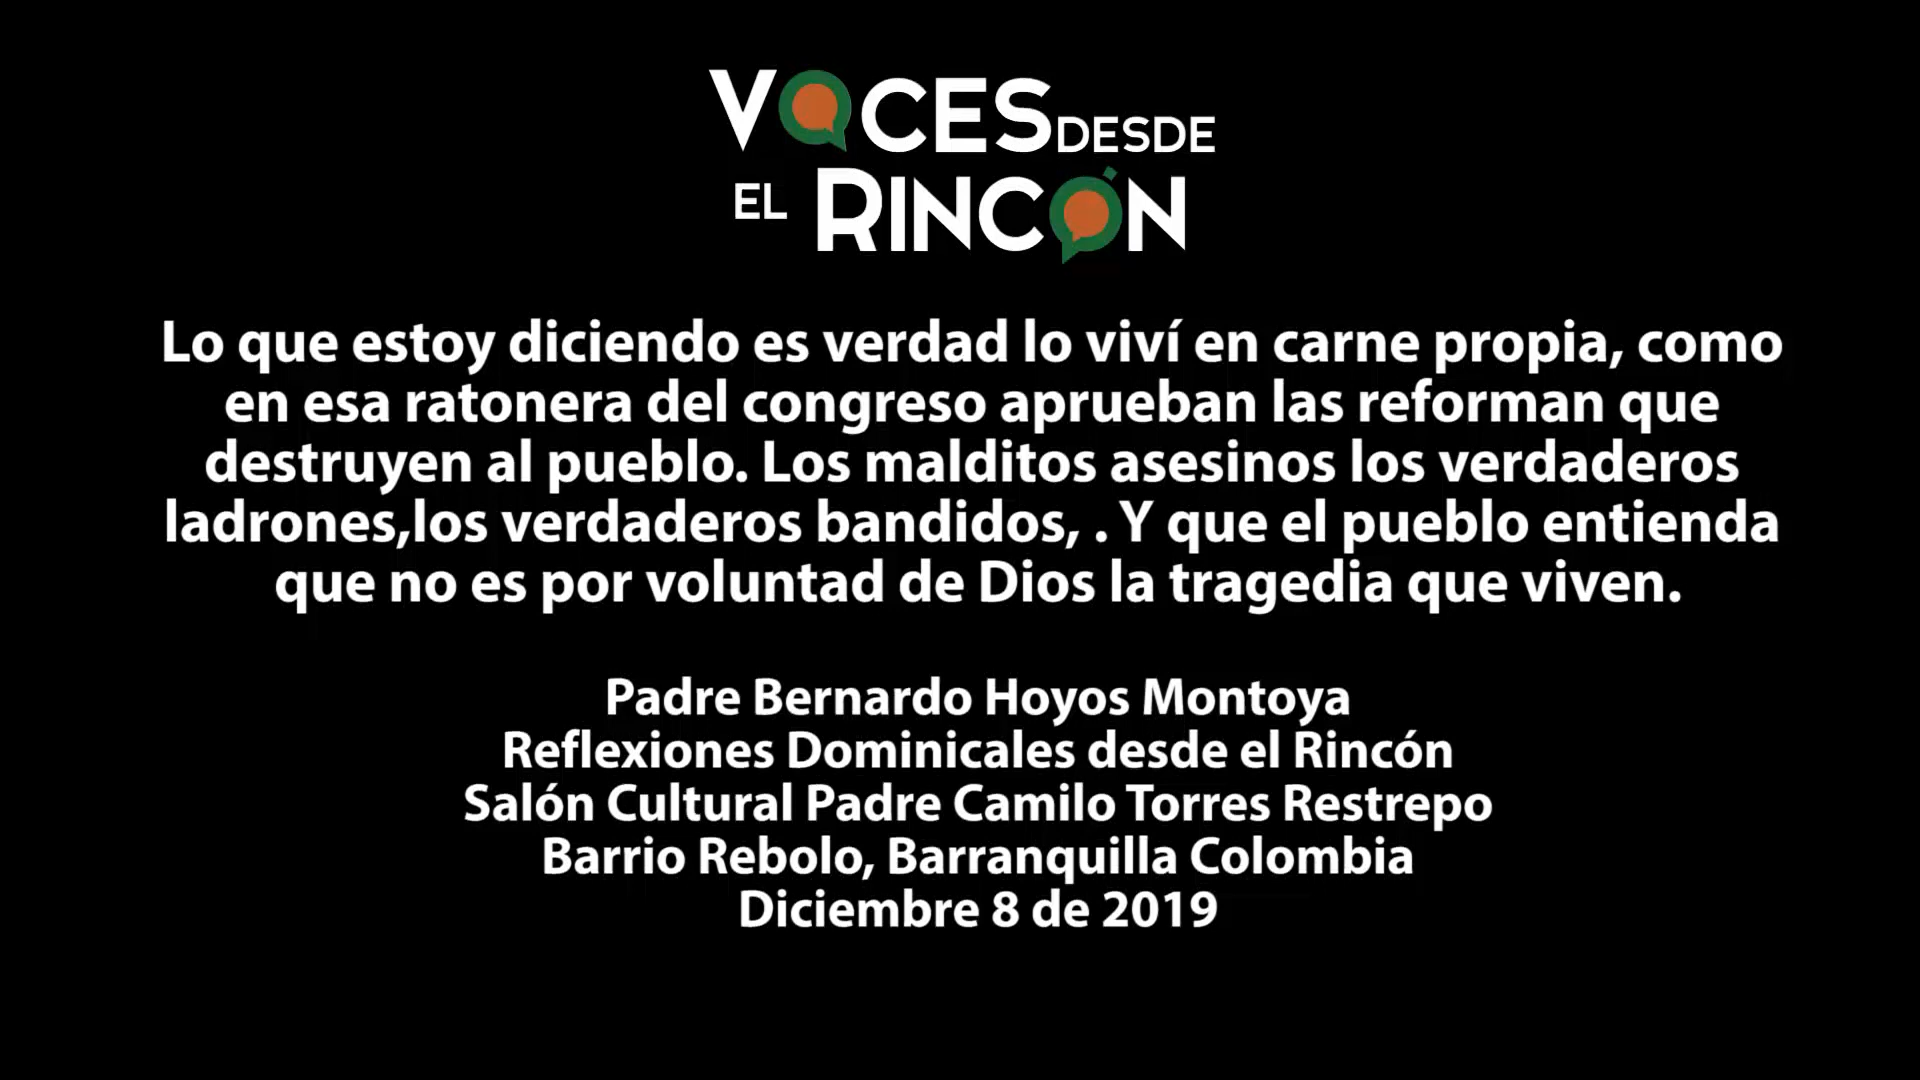 VOCES DESDE
EL RINCÓN
Lo que estoy diciendo es verdad lo viví en carne propia, como
en esa ratonera del congreso aprueban las reforman que
destruyen al pueblo. Los malditos asesinos los verdaderos
ladrones,los verdaderos bandidos, . Y que el pueblo entienda
que no es por voluntad de Dios la tragedia que viven.
Padre Bernardo Hoyos Montoya
Reflexiones Dominicales desde el Rincón
Salón Cultural Padre Camilo Torres Restrepo
Barrio Rebolo, Barranquilla Colombia
Diciembre 8 de 2019